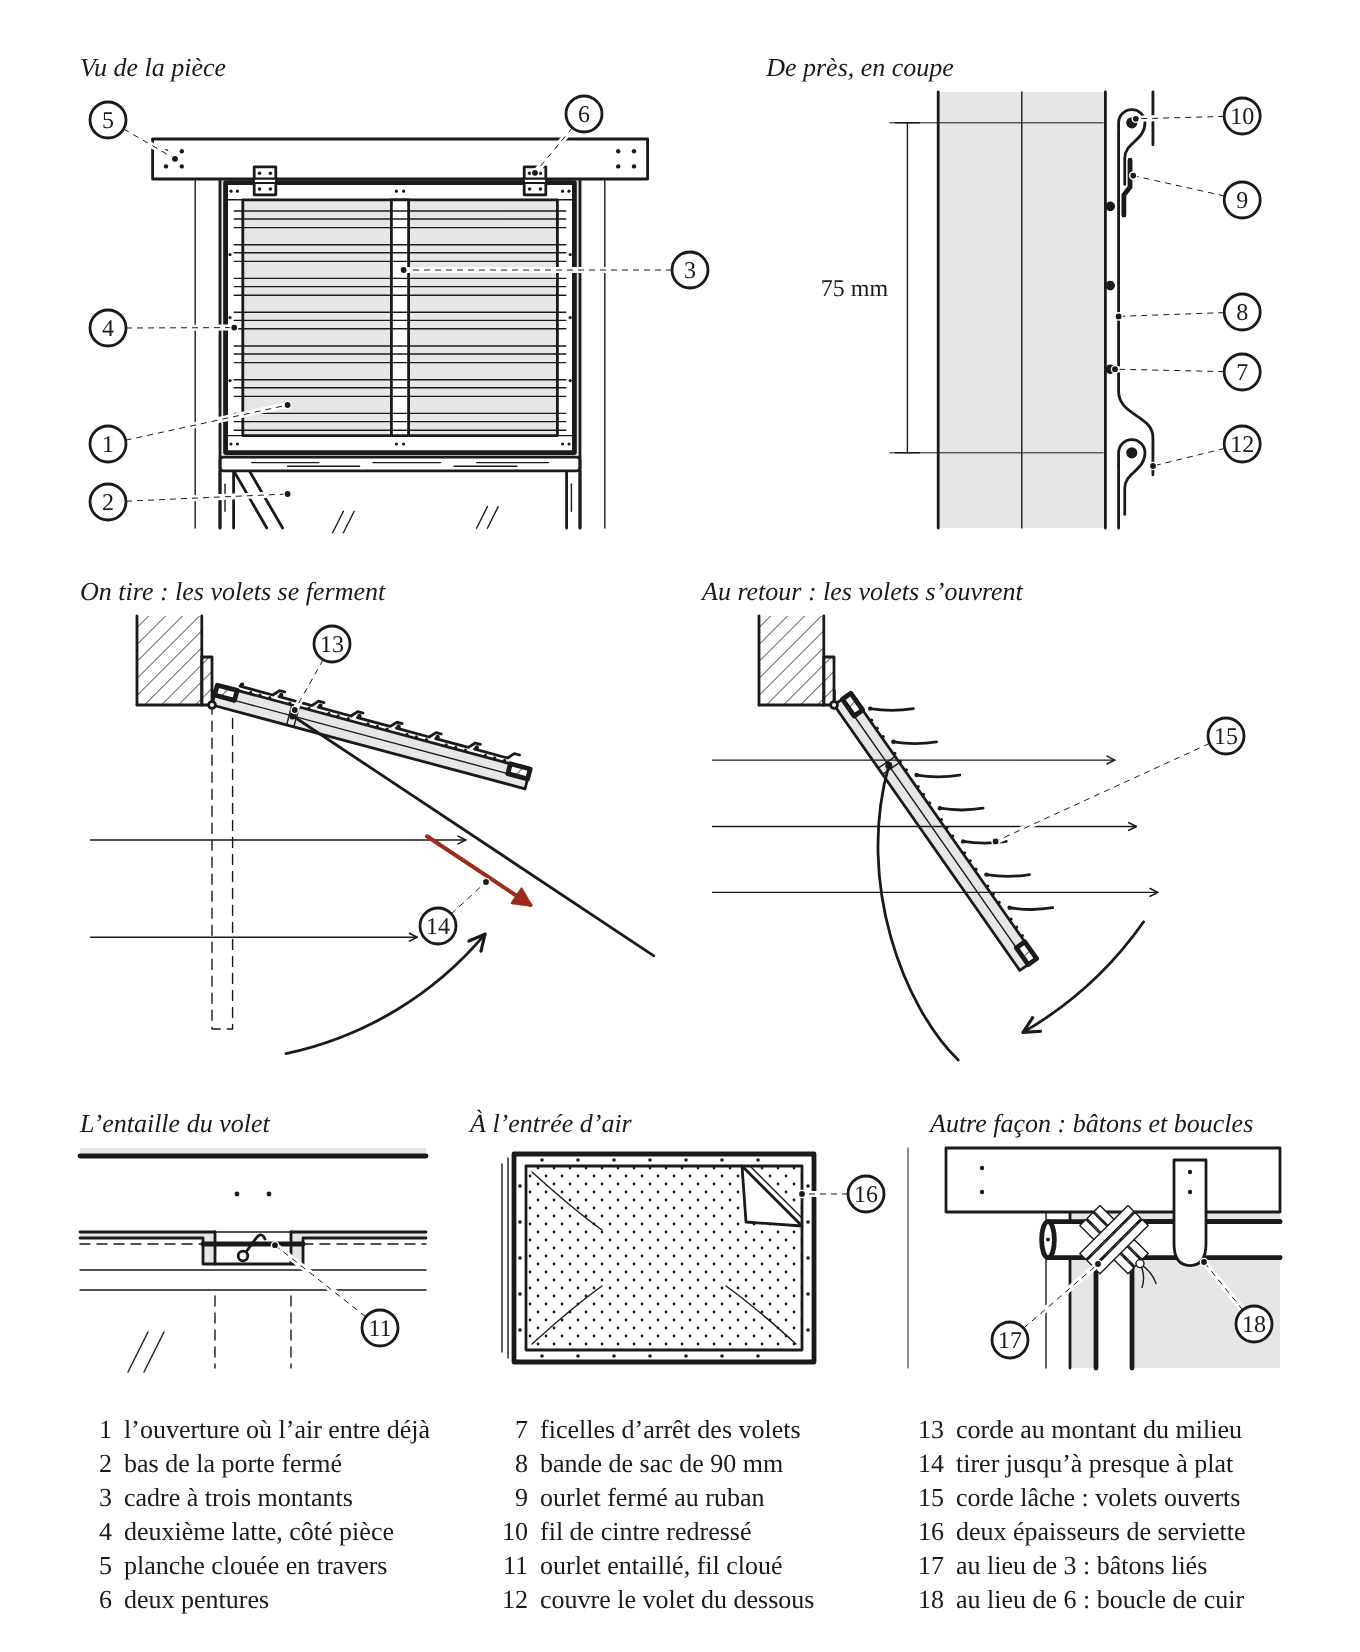 Vu de la pièce
De près, en coupe
5
6
10
9
3
75 mm
4
8
7
1
12
2
On tire : les volets se ferment
Au retour : les volets s’ouvrent
13
15
14
L’entaille du volet
À l’entrée d’air
Autre façon : bâtons et boucles
16
11
17
18
1 l’ouverture où l’air entre déjà
2 bas de la porte fermé
3 cadre à trois montants
4 deuxième latte, côté pièce
5 planche clouée en travers
6 deux pentures
7 ficelles d’arrêt des volets
8 bande de sac de 90 mm
9 ourlet fermé au ruban
10 fil de cintre redressé
11 ourlet entaillé, fil cloué
12 couvre le volet du dessous
13 corde au montant du milieu
14 tirer jusqu’à presque à plat
15 corde lâche : volets ouverts
16 deux épaisseurs de serviette
17 au lieu de 3 : bâtons liés
18 au lieu de 6 : boucle de cuir